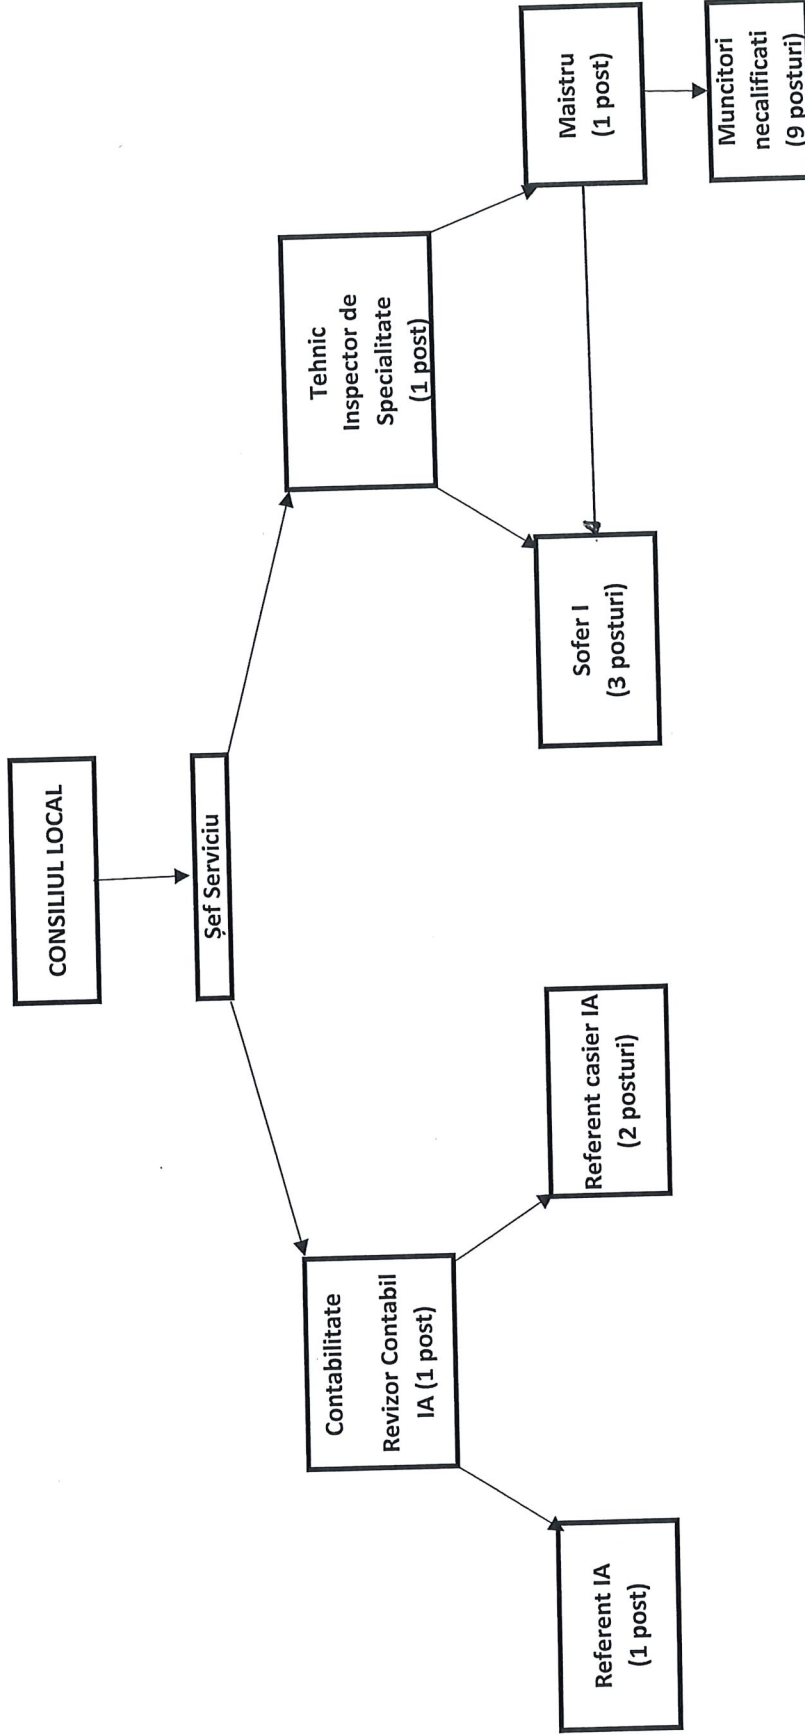 CONSILIUL LOCAL
Șef Serviciu
Contabilitate
Revizor Contabil
IA (1 post)
Tehnic
Inspector de
Specialitate
(1 post)
Referent IA
(1 post)
Referent casier IA
(2 posturi)
Sofer I
(3 posturi)
Maistru
(1 post)
Muncitori
necalificati
(9 posturi)